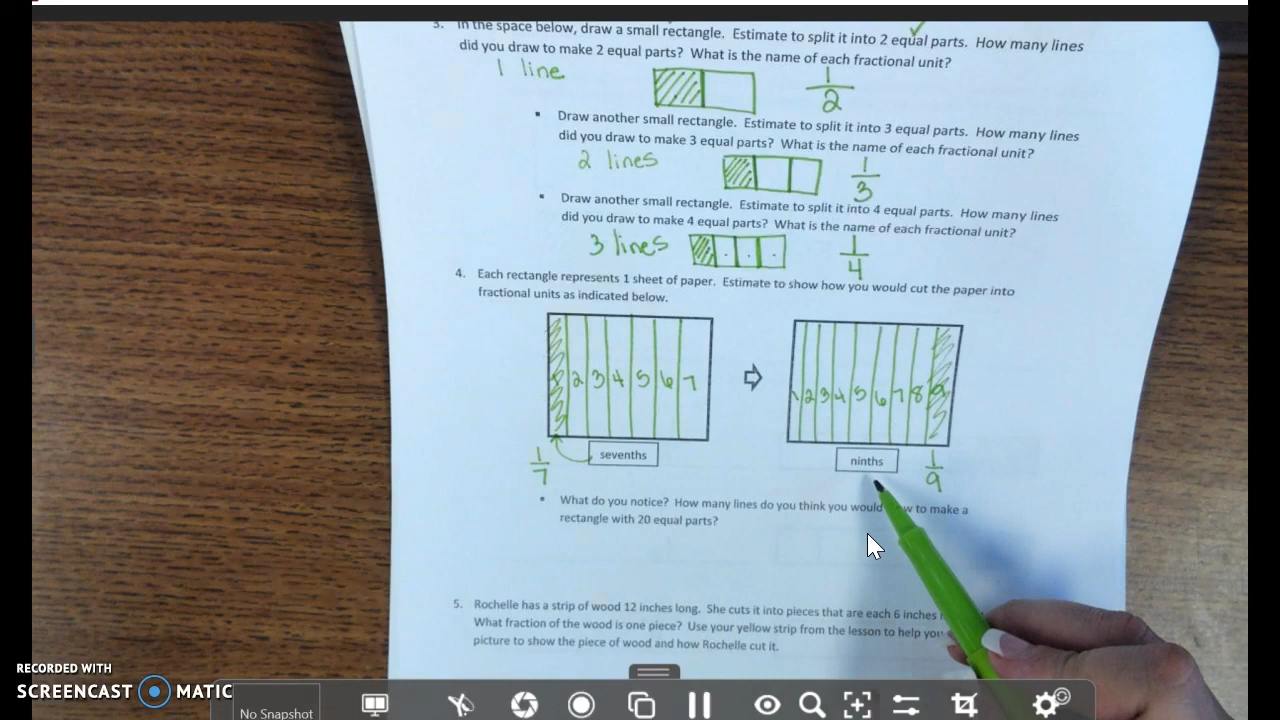 3. In the space below, draw a small rectangle. Estimate to split it into 2 equal parts. How many lines
did you draw to make 2 equal parts? What is the name of each fractional unit?
1 line
1
2
Draw another small rectangle. Estimate to split it into 3 equal parts. How many lines
did you draw to make 3 equal parts? What is the name of each fractional unit?
2 lines
1
3
Draw another small rectangle. Estimate to split it into 4 equal parts. How many lines
did you draw to make 4 equal parts? What is the name of each fractional unit?
3 lines
1
4
4. Each rectangle represents 1 sheet of paper. Estimate to show how you would cut the paper into
fractional units as indicated below.
2 3 4 5 6 7
1 2 3 4 5 6 7 8 9
1
7
sevenths
ninths
1
9
What do you notice? How many lines do you think you would to make a
rectangle with 20 equal parts?
5. Rochelle has a strip of wood 12 inches long. She cuts it into pieces that are each 6 inches
What fraction of the wood is one piece? Use your yellow strip from the lesson to help you
picture to show the piece of wood and how Rochelle cut it.
RECORDED WITH
SCREENCAST MATIC
No Snapshot